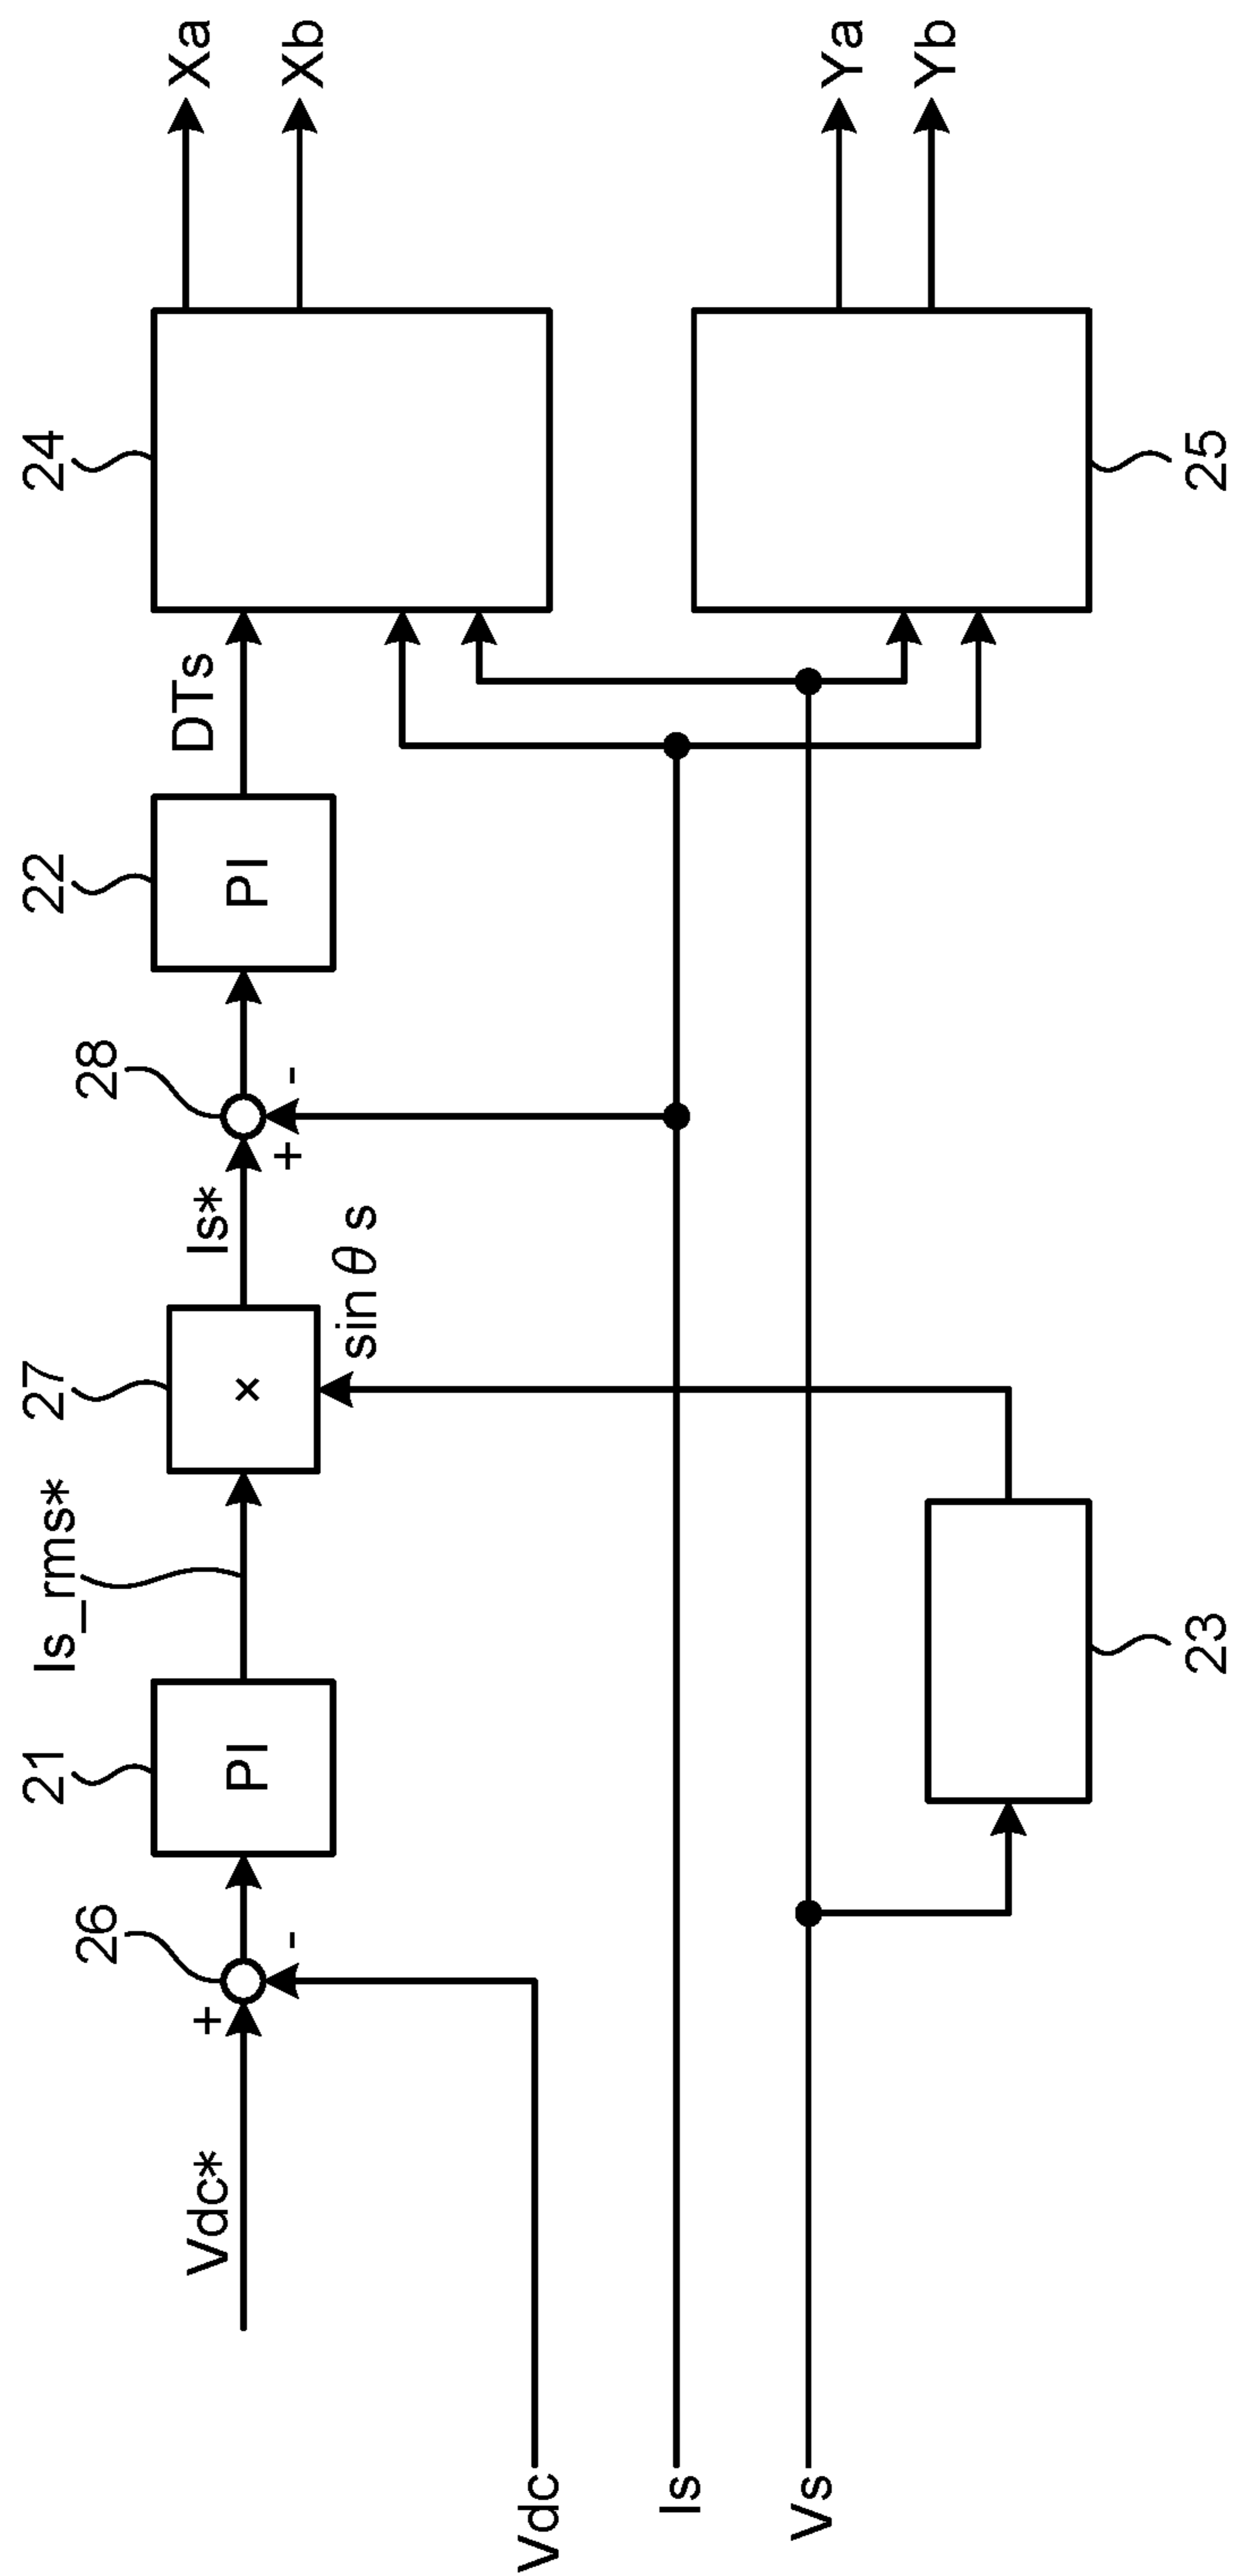 26
21
Is_rms*
27
28
22
24
Vdc*
+
-
PI
×
Is*
+
-
PI
DTs
Xa
Xb
sin θ s
Vdc
Is
Vs
Ya
Yb
23
25